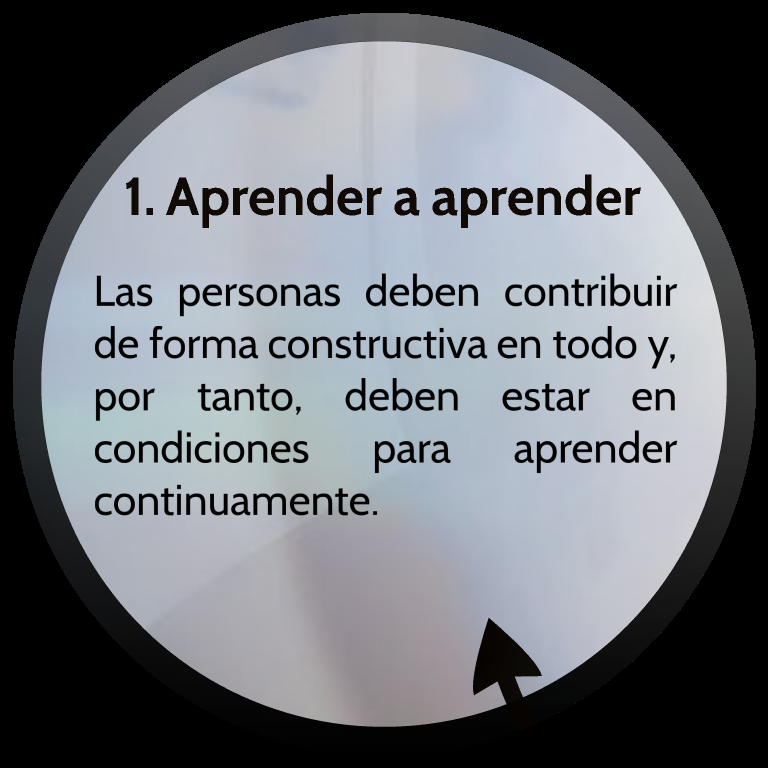 1. Aprender a aprender
Las personas deben contribuir
de forma constructiva en todo y,
por tanto, deben estar en
condiciones para aprender
continuamente.